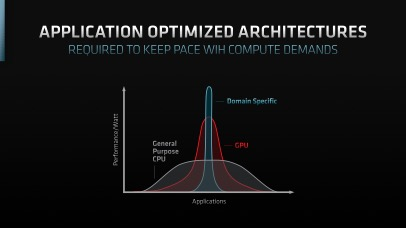 APPLICATION OPTIMIZED ARCHITECTURES
REQUIRED TO KEEP PACE WIH COMPUTE DEMANDS
Domain Specific
General
Purpose
CPU
GPU
Performance/Watt
Applications